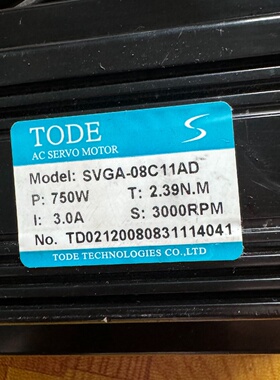 TODE
AC SERVO MOTOR
Model: SVGA-08C11AD
P: 750W T: 2.39N.M
I: 3.0A S: 3000RPM
No. TD02120080831114041
TODE TECHNOLOGIES CO.,LTD